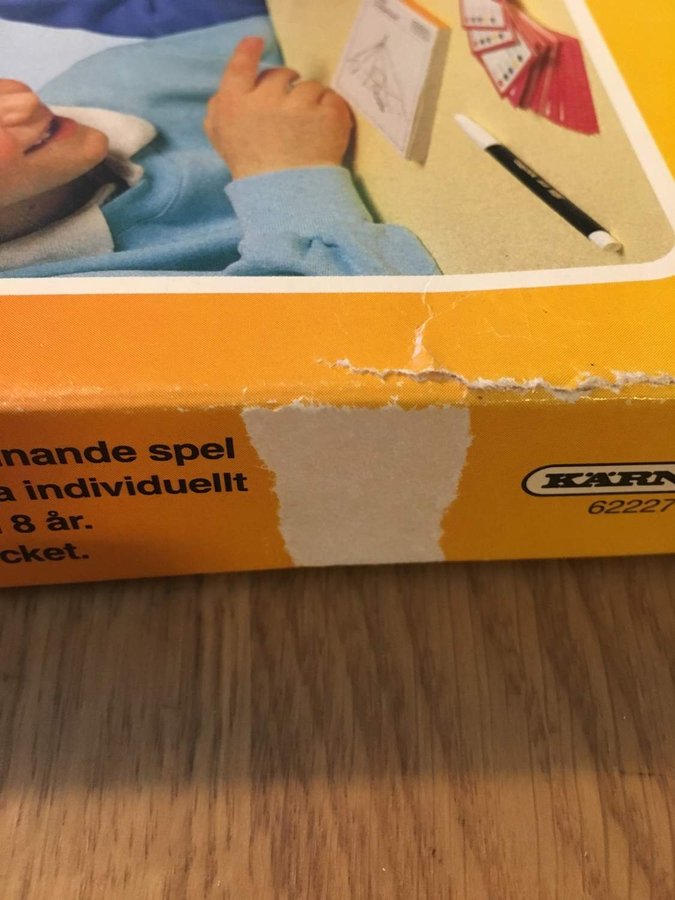 nande spel
a individuellt
8 år.
cket.
KÄRN
62227